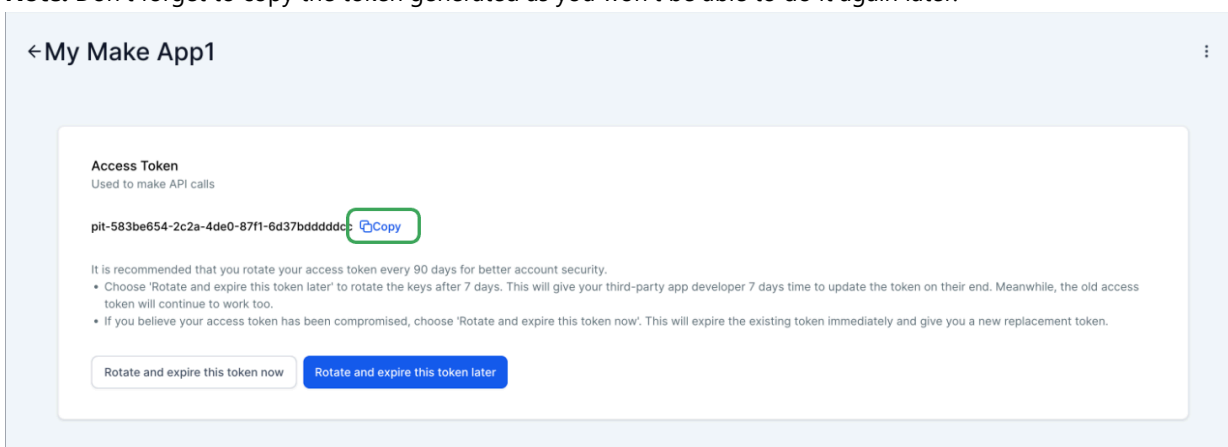 Note: Don't forget to copy the token generated as you won't be able to do it again later.
←My Make App1
Access Token
Used to make API calls
pit-583be654-2c2a-4de0-87f1-6d37bdddddcc Copy
It is recommended that you rotate your access token every 90 days for better account security.
• Choose 'Rotate and expire this token later' to rotate the keys after 7 days. This will give your third-party app developer 7 days time to update the token on their end. Meanwhile, the old access
token will continue to work too.
• If you believe your access token has been compromised, choose 'Rotate and expire this token now'. This will expire the existing token immediately and give you a new replacement token.
Rotate and expire this token now Rotate and expire this token later